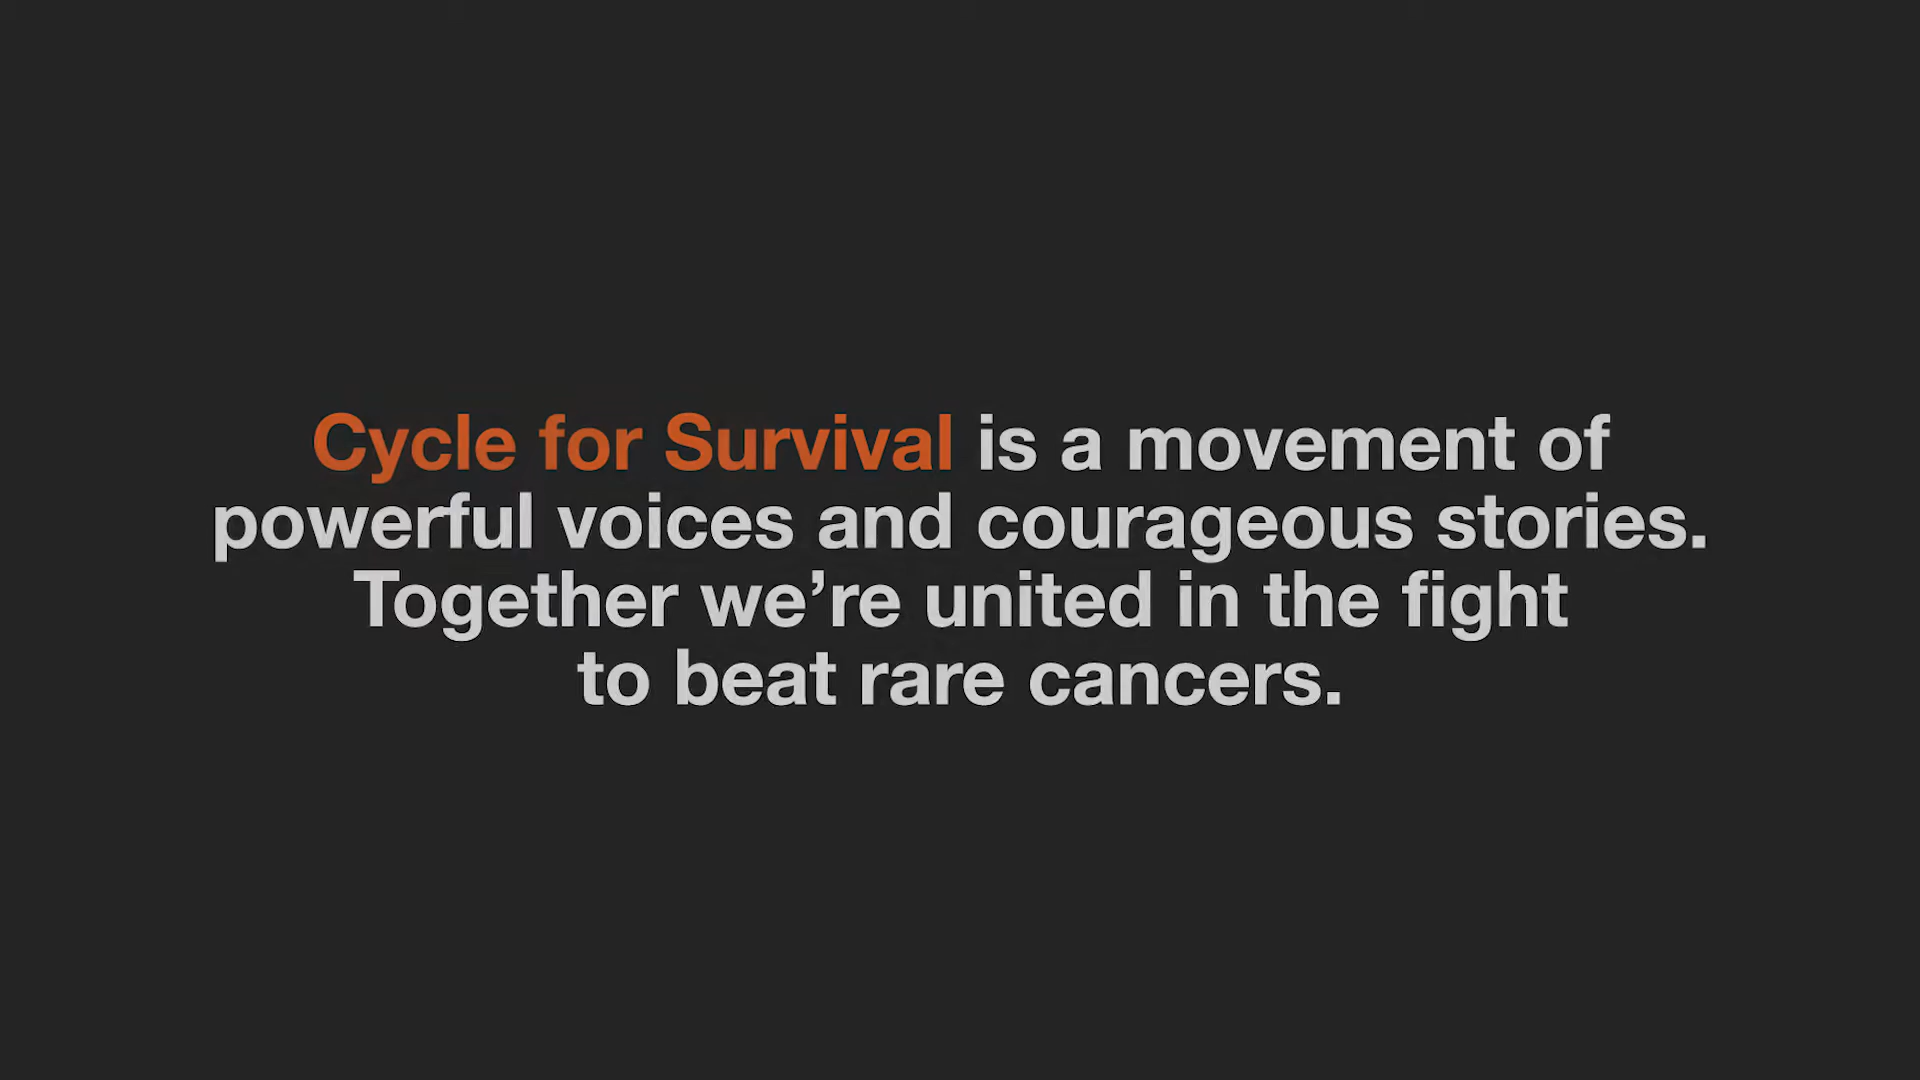 Cycle for Survival is a movement of
powerful voices and courageous stories.
Together we’re united in the fight
to beat rare cancers.